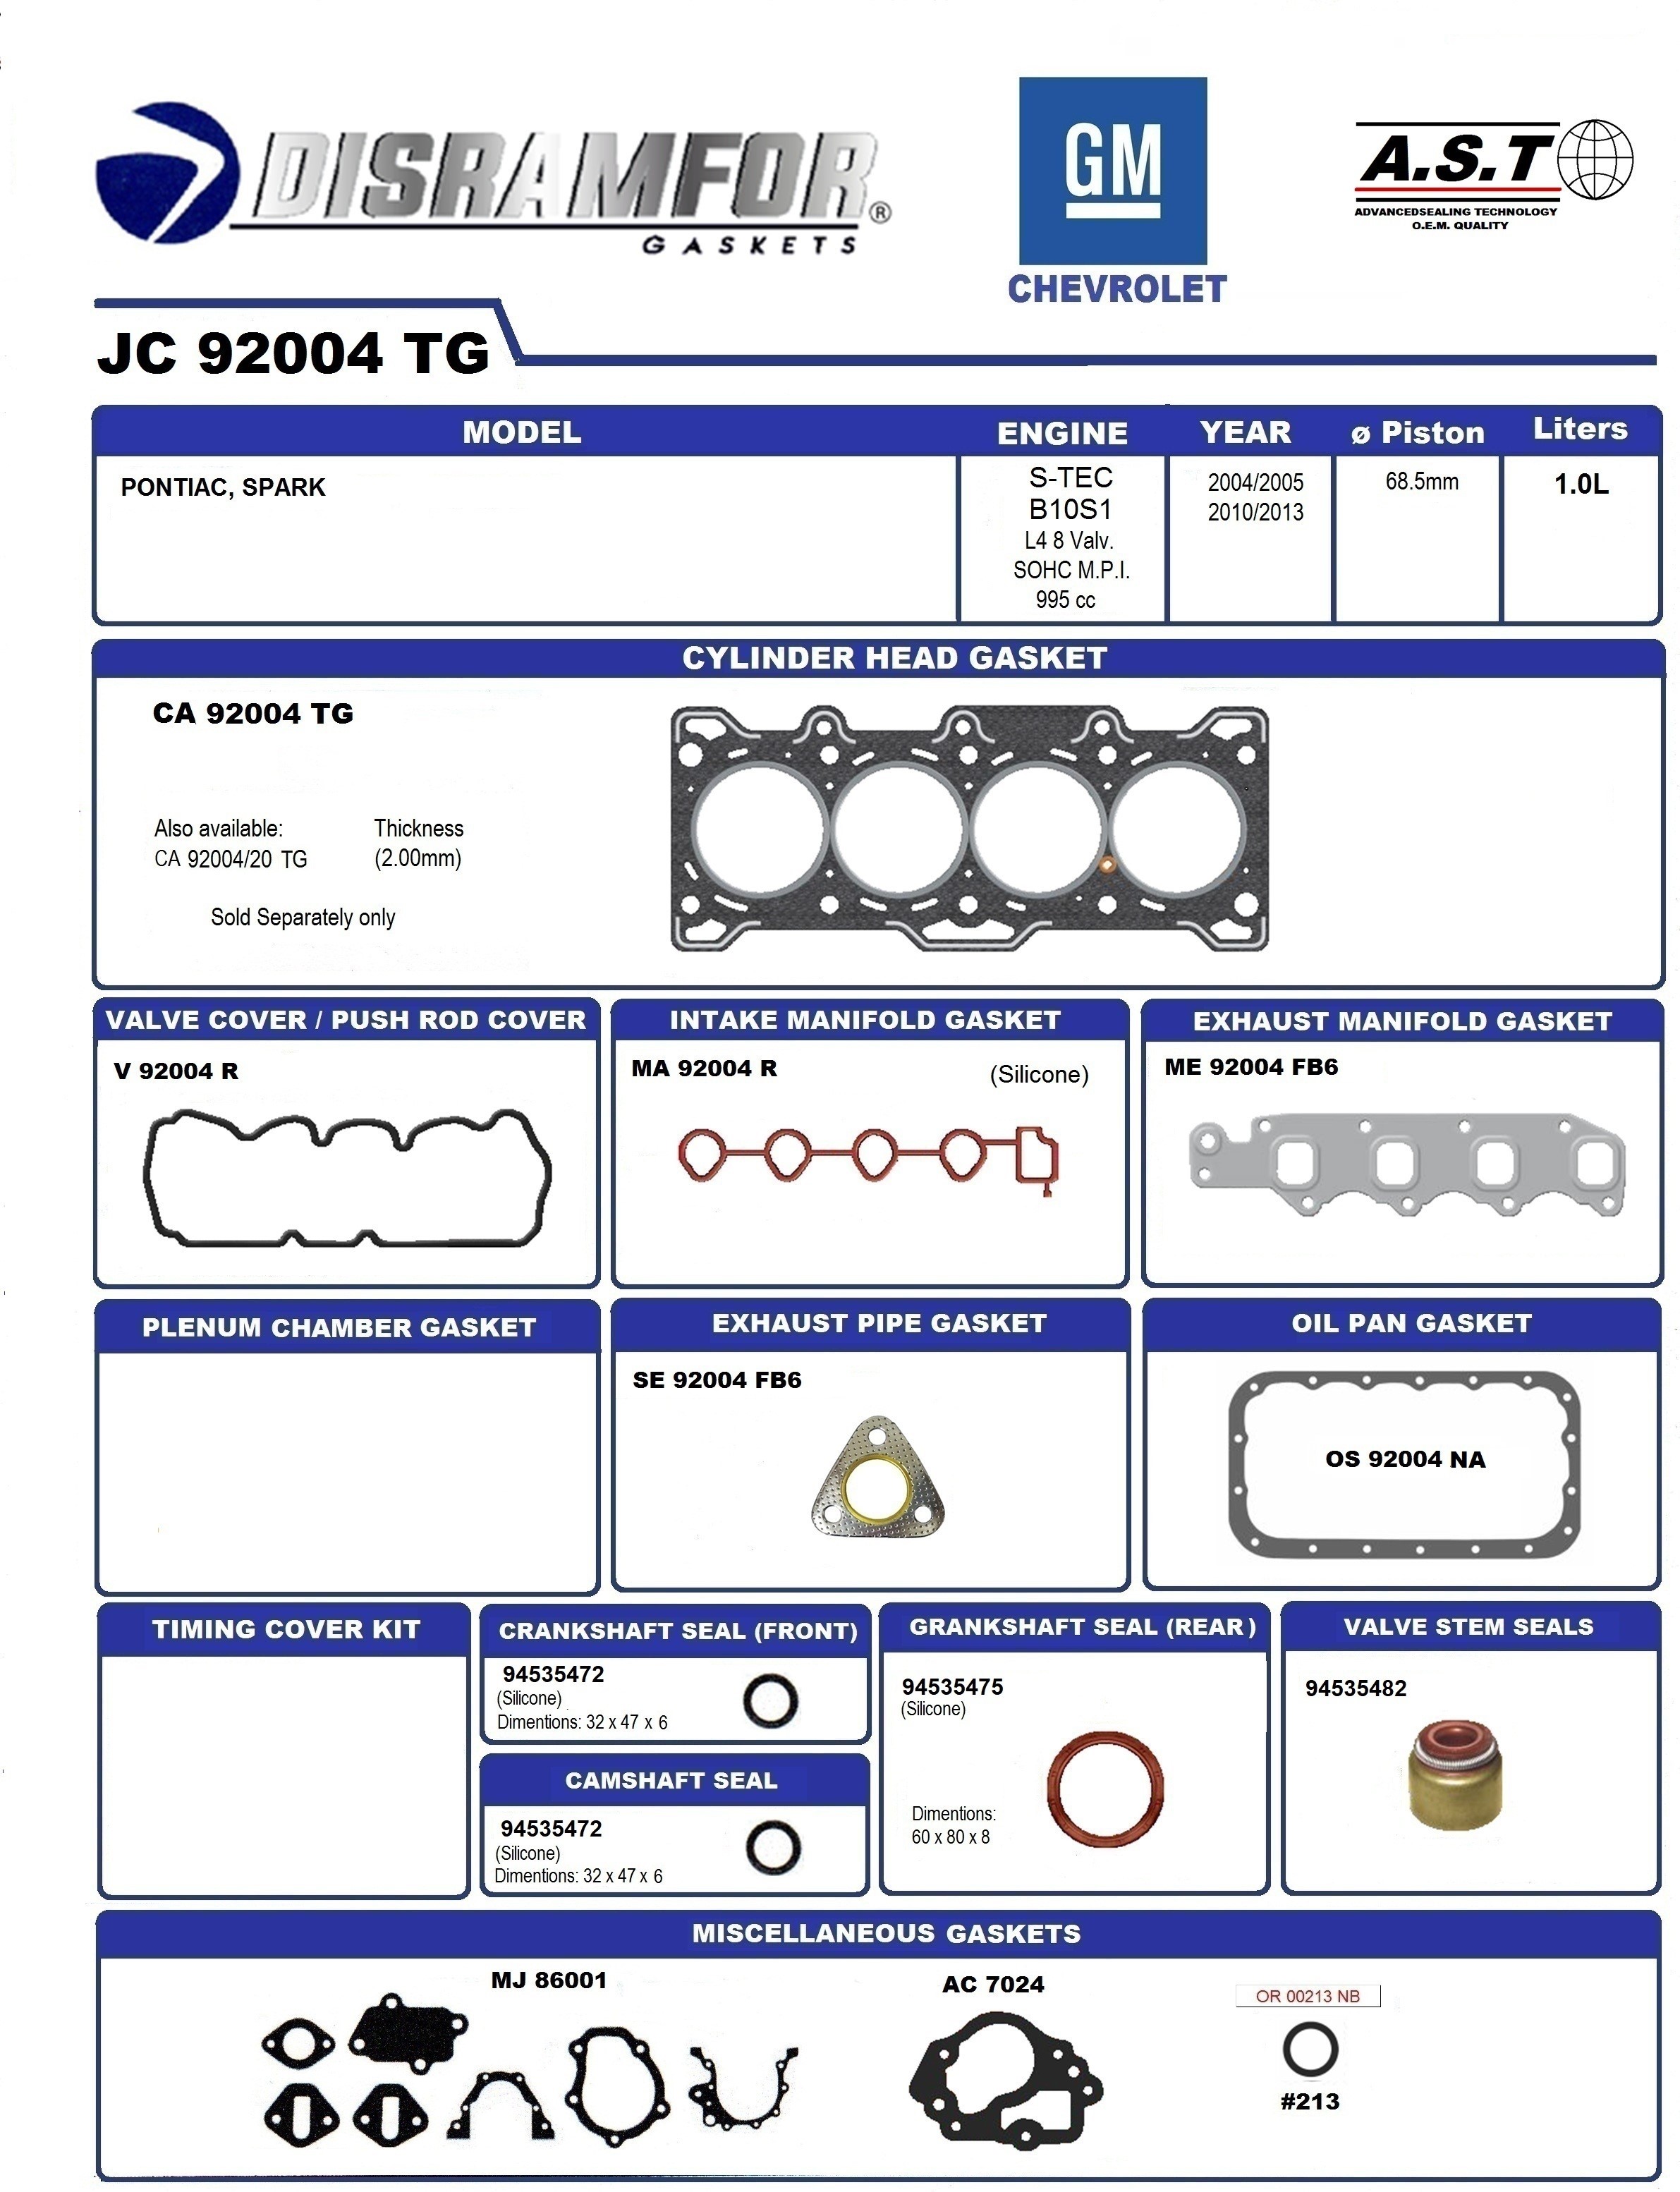 DISRAMFOR®
GASKETS
GM
CHEVROLET
A.S.T
ADVANCEDSEALING TECHNOLOGY
O.E.M. QUALITY
JC 92004 TG
MODEL ENGINE YEAR ø Piston Liters
PONTIAC, SPARK
S-TEC
B10S1
L4 8 Valv.
SOHC M.P.I.
995 cc
2004/2005
2010/2013
68.5mm
1.0L
CYLINDER HEAD GASKET
CA 92004 TG
Also available: Thickness
CA 92004/20 TG (2.00mm)
Sold Separately only
VALVE COVER / PUSH ROD COVER
V 92004 R
INTAKE MANIFOLD GASKET
MA 92004 R (Silicone)
EXHAUST MANIFOLD GASKET
ME 92004 FB6
PLENUM CHAMBER GASKET
EXHAUST PIPE GASKET
SE 92004 FB6
OIL PAN GASKET
OS 92004 NA
TIMING COVER KIT
CRANKSHAFT SEAL (FRONT)
94535472
(Silicone)
Dimentions: 32 x 47 x 6
CAMSHAFT SEAL
94535472
(Silicone)
Dimentions: 32 x 47 x 6
GRANKSHAFT SEAL (REAR)
94535475
(Silicone)
Dimentions:
60 x 80 x 8
VALVE STEM SEALS
94535482
MISCELLANEOUS GASKETS
MJ 86001
AC 7024
OR 00213 NB
#213